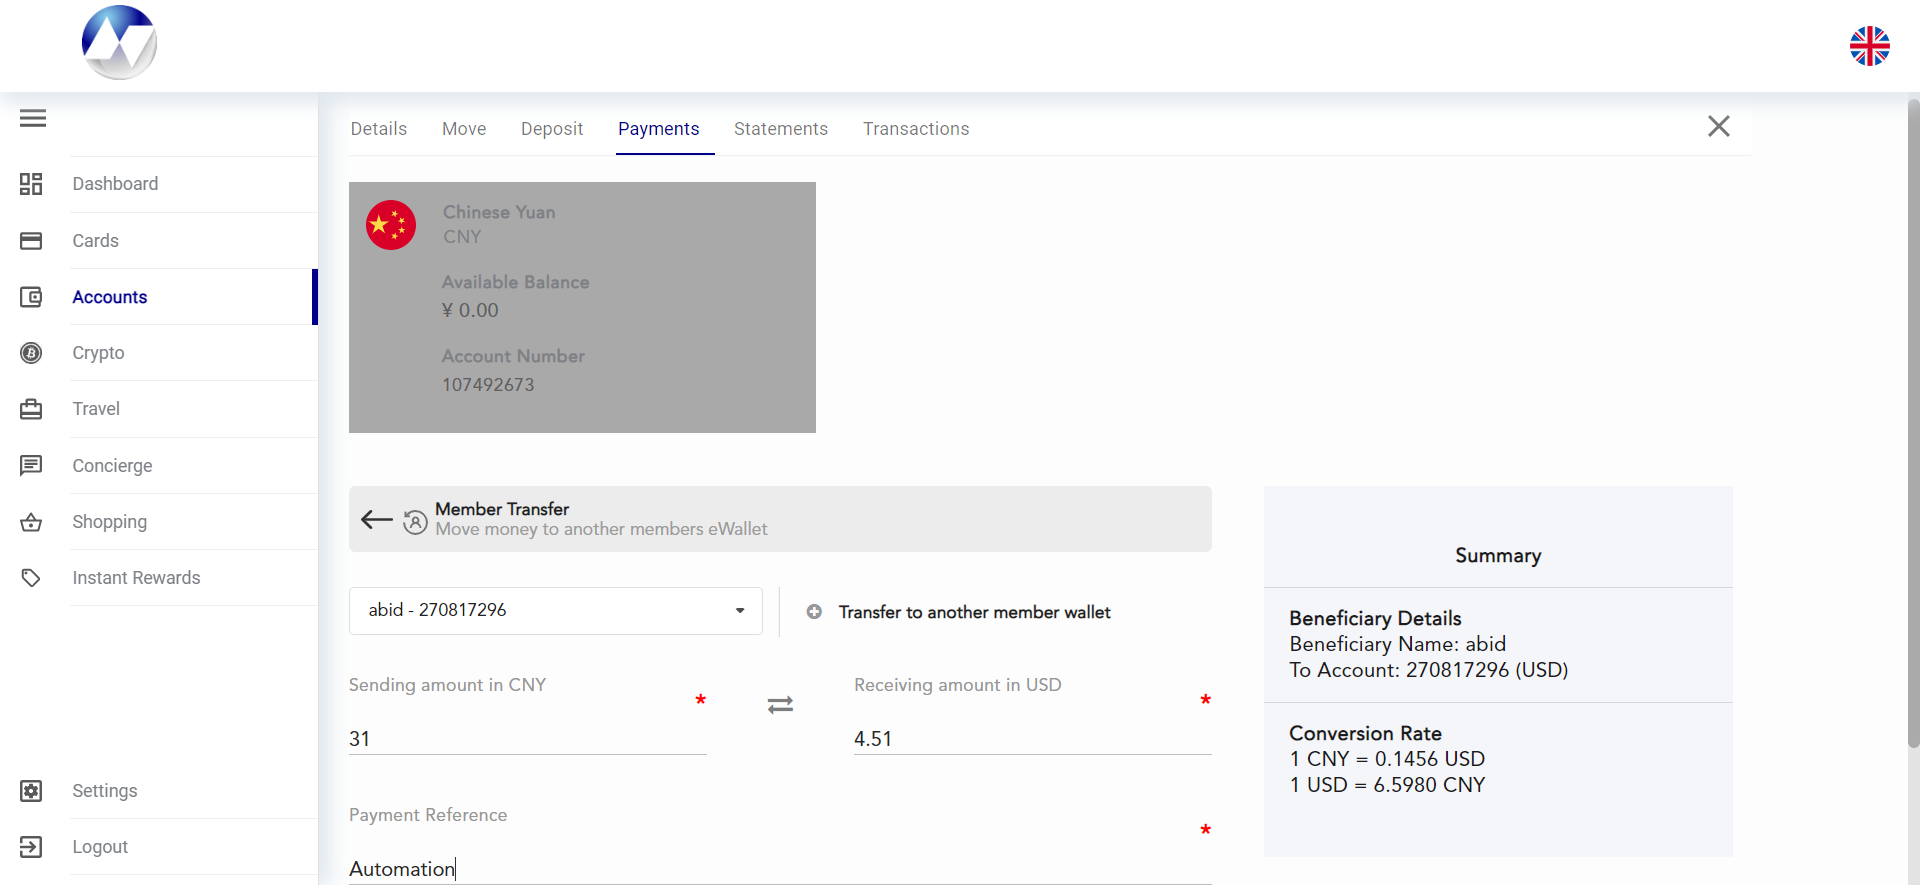 Details Move Deposit Payments Statements Transactions
Dashboard
Cards
Accounts
Crypto
Travel
Concierge
Shopping
Instant Rewards
Settings
Logout
Chinese Yuan
CNY
Available Balance
¥ 0.00
Account Number
107492673
Member Transfer
Move money to another members eWallet
abid - 270817296
Transfer to another member wallet
Sending amount in CNY *
31
Receiving amount in USD *
4.51
Payment Reference *
Automation
Summary
Beneficiary Details
Beneficiary Name: abid
To Account: 270817296 (USD)
Conversion Rate
1 CNY = 0.1456 USD
1 USD = 6.5980 CNY